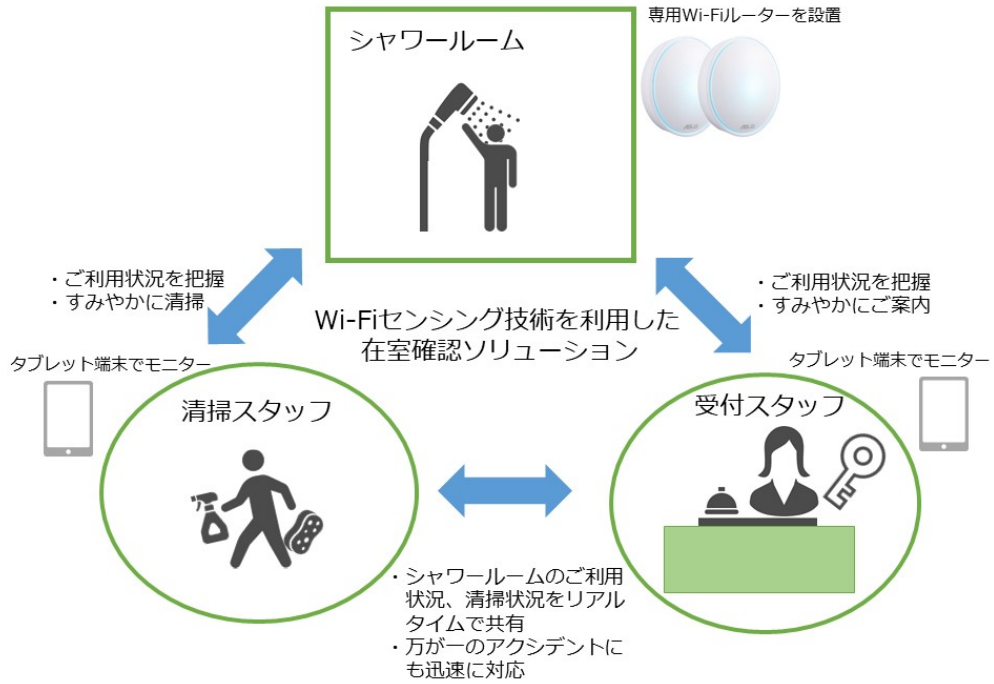 専用Wi-Fiルーターを設置
シャワールーム
・ご利用状況を把握
・すみやかに清掃
・ご利用状況を把握
・すみやかにご案内
Wi-Fiセンシング技術を利用した
在室確認ソリューション
タブレット端末でモニター
タブレット端末でモニター
清掃スタッフ
受付スタッフ
・シャワールームのご利用
状況、清掃状況をリアル
タイムで共有
・万が一のアクシデントに
も迅速に対応